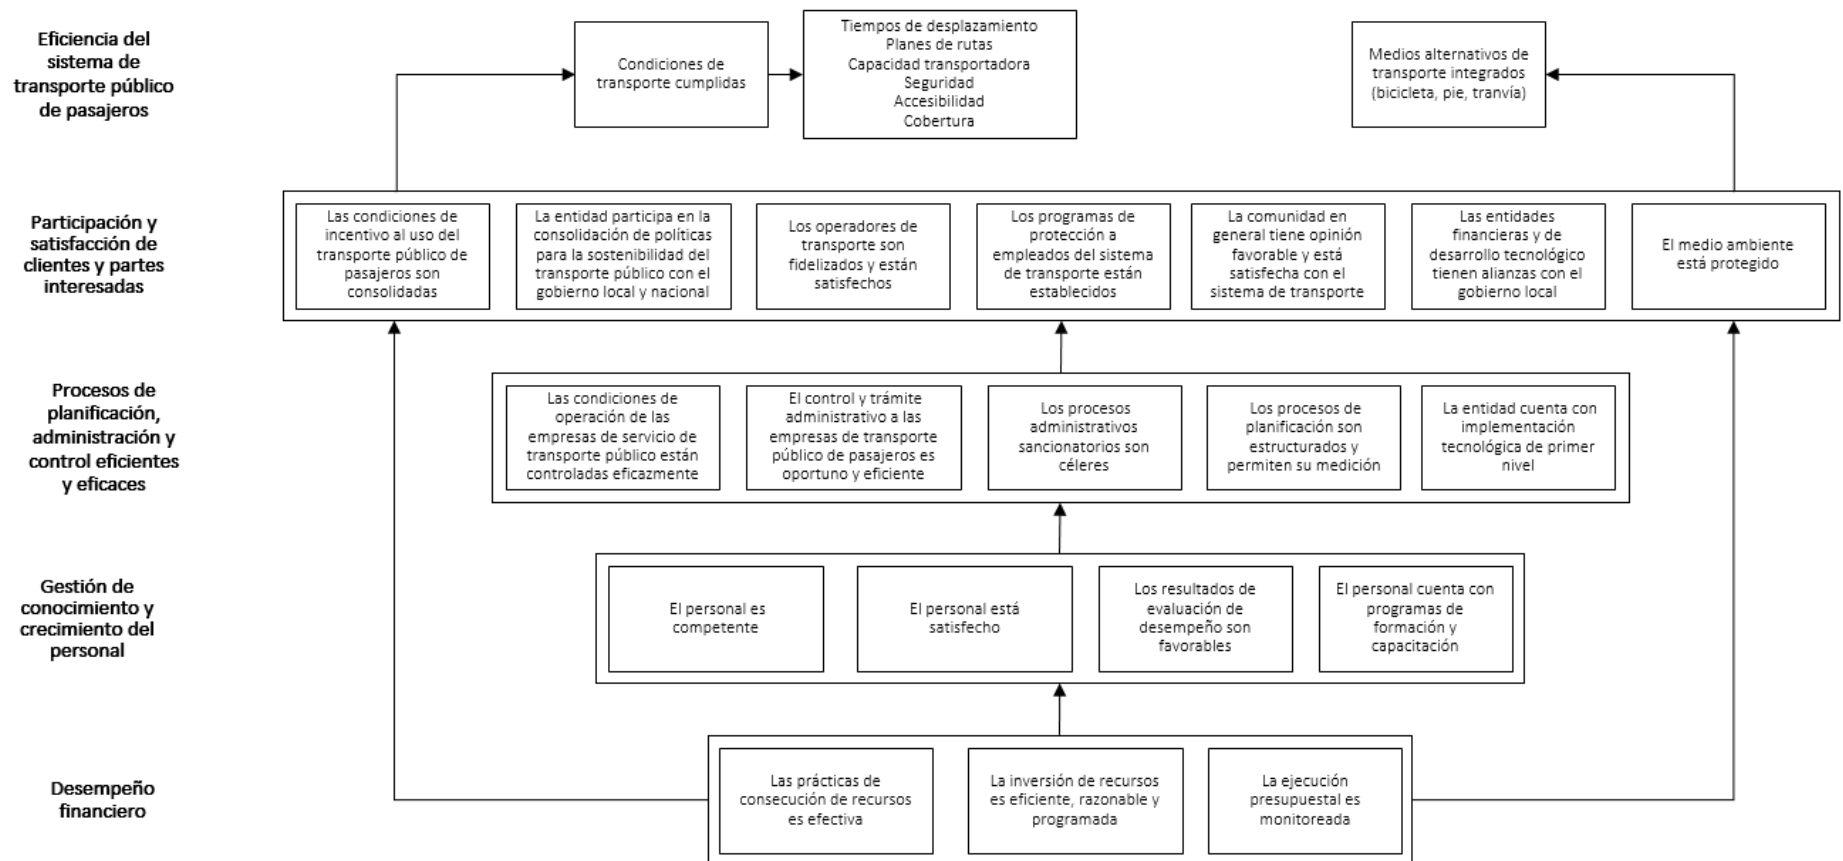 Eficiencia del
sistema de
transporte público
de pasajeros
Condiciones de
transporte cumplidas
Tiempos de desplazamiento
Planes de rutas
Capacidad transportadora
Seguridad
Accesibilidad
Cobertura
Medios alternativos de
transporte integrados
(bicicleta, pie, tranvía)
Participación y
satisfacción de
clientes y partes
interesadas
Las condiciones de
incentivo al uso del
transporte público de
pasajeros son
consolidadas
La entidad participa en la
consolidación de políticas
para la sostenibilidad del
transporte público con el
gobierno local y nacional
Los operadores de
transporte son
fidelizados y están
satisfechos
Los programas de
protección a
empleados del sistema
de transporte están
establecidos
La comunidad en
general tiene opinión
favorable y está
satisfecha con el
sistema de transporte
Las entidades
financieras y de
desarrollo tecnológico
tienen alianzas con el
gobierno local
El medio ambiente
está protegido
Procesos de
planificación,
administración y
control eficientes
y eficaces
Las condiciones de
operación de las
empresas de servicio de
transporte público están
controladas eficazmente
El control y trámite
administrativo a las
empresas de transporte
público de pasajeros es
oportuno y eficiente
Los procesos
administrativos
sancionatorios son
céleres
Los procesos de
planificación son
estructurados y
permiten su medición
La entidad cuenta con
implementación
tecnológica de primer
nivel
Gestión de
conocimiento y
crecimiento del
personal
El personal es
competente
El personal está
satisfecho
Los resultados de
evaluación de
desempeño son
favorables
El personal cuenta con
programas de
formación y
capacitación
Desempeño
financiero
Las prácticas de
consecución de recursos
es efectiva
La inversión de recursos
es eficiente, razonable y
programada
La ejecución
presupuestal es
monitoreada